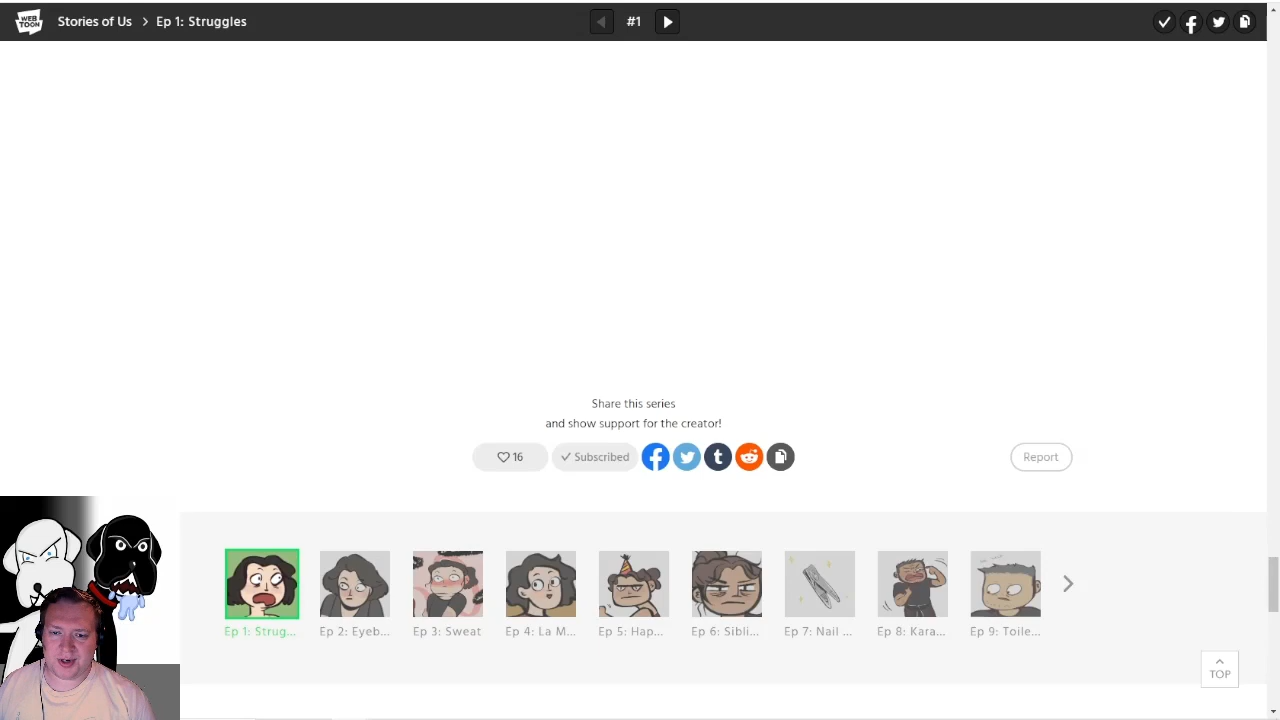 WEB
TOON
Stories of Us > Ep 1: Struggles
#1
Share this series
and show support for the creator!
16
Subscribed
Report
Ep 1: Strug...
Ep 2: Eyeb...
Ep 3: Sweat
Ep 4: La M...
Ep 5: Hap...
Ep 6: Sibli...
Ep 7: Nail ...
Ep 8: Kara...
Ep 9: Toile...
TOP